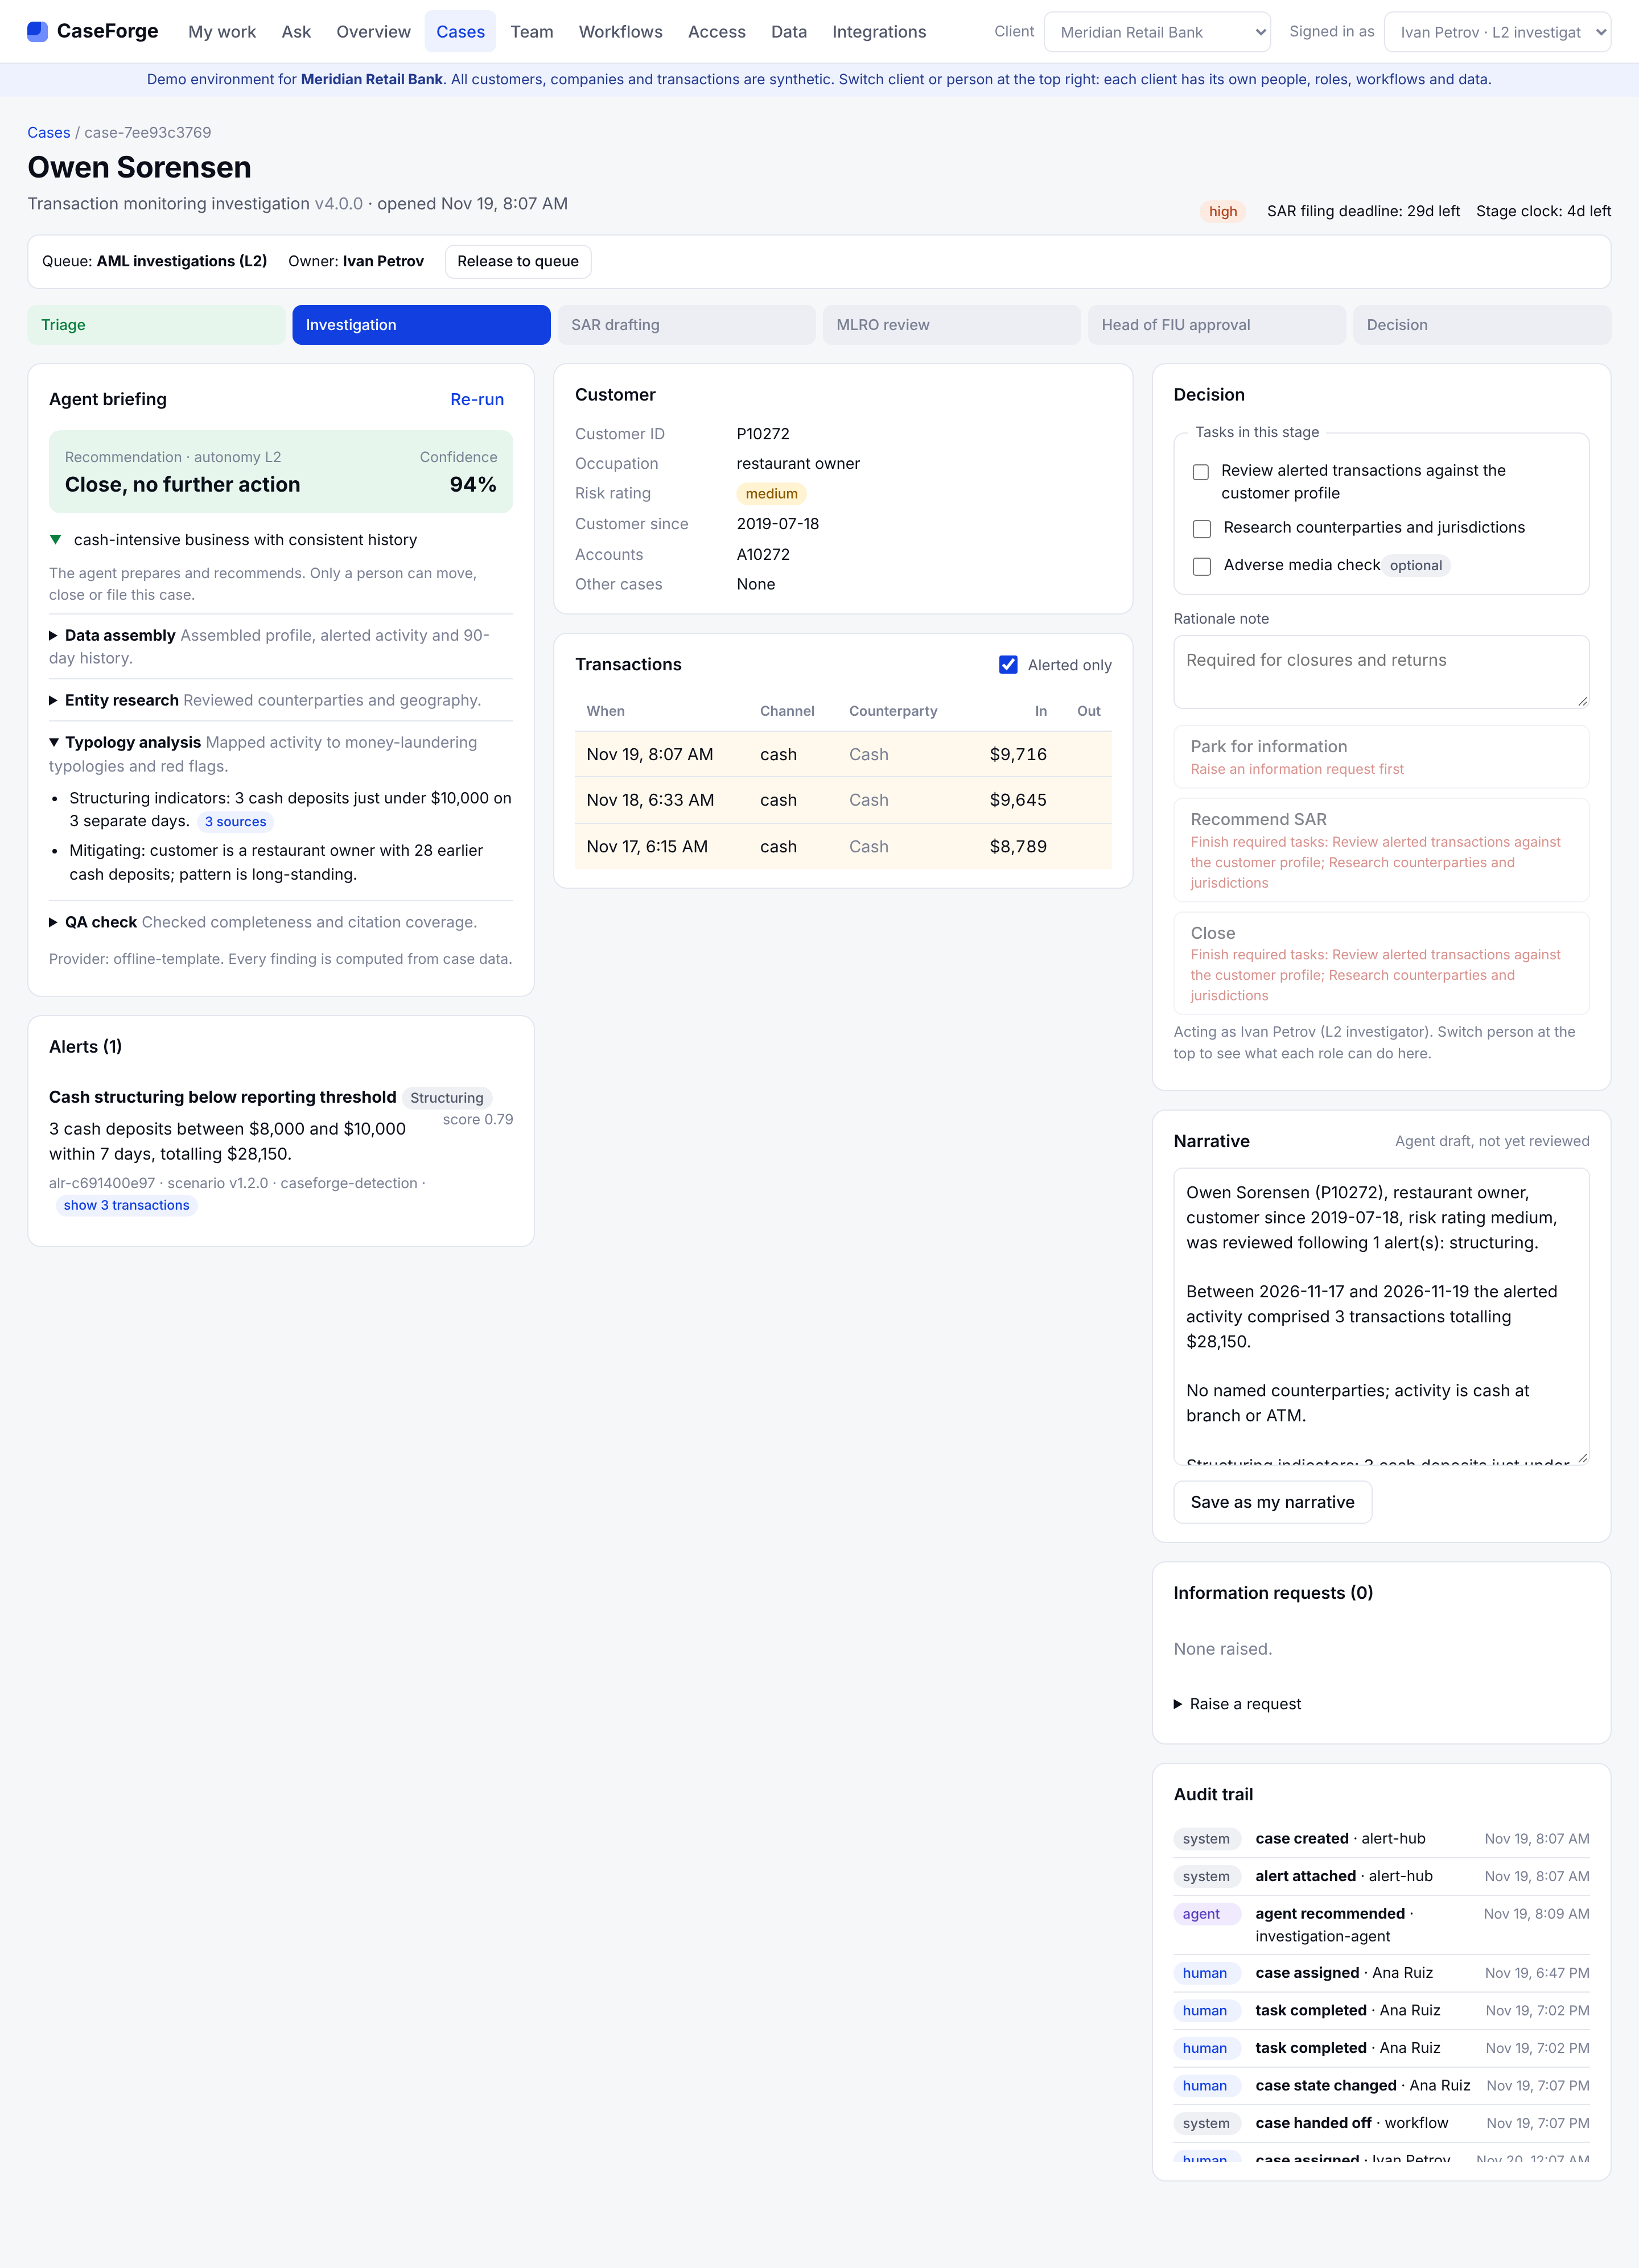 CaseForge
My work
Ask
Overview
Cases
Team
Workflows
Access
Data
Integrations
Client
Meridian Retail Bank
Signed in as
Ivan Petrov · L2 investigat
Demo environment for Meridian Retail Bank. All customers, companies and transactions are synthetic. Switch client or person at the top right: each client has its own people, roles, workflows and data.
Cases / case-7ee93c3769
Owen Sorensen
Transaction monitoring investigation v4.0.0 · opened Nov 19, 8:07 AM
high
SAR filing deadline: 29d left
Stage clock: 4d left
Queue: AML investigations (L2)
Owner: Ivan Petrov
Release to queue
Triage
Investigation
SAR drafting
MLRO review
Head of FIU approval
Decision
Agent briefing
Re-run
Recommendation · autonomy L2
Confidence
Close, no further action
94%
▼ cash-intensive business with consistent history
The agent prepares and recommends. Only a person can move,
close or file this case.
▶ Data assembly Assembled profile, alerted activity and 90-
day history.
▶ Entity research Reviewed counterparties and geography.
▼ Typology analysis Mapped activity to money-laundering
typologies and red flags.
• Structuring indicators: 3 cash deposits just under $10,000 on
3 separate days. 3 sources
• Mitigating: customer is a restaurant owner with 28 earlier
cash deposits; pattern is long-standing.
▶ QA check Checked completeness and citation coverage.
Provider: offline-template. Every finding is computed from case data.
Alerts (1)
Cash structuring below reporting threshold Structuring
score 0.79
3 cash deposits between $8,000 and $10,000
within 7 days, totalling $28,150.
alr-c691400e97 · scenario v1.2.0 · caseforge-detection ·
show 3 transactions
Customer
Customer ID P10272
Occupation restaurant owner
Risk rating medium
Customer since 2019-07-18
Accounts A10272
Other cases None
Transactions
Alerted only
When Channel Counterparty In Out
Nov 19, 8:07 AM cash Cash $9,716
Nov 18, 6:33 AM cash Cash $9,645
Nov 17, 6:15 AM cash Cash $8,789
Decision
Tasks in this stage
Review alerted transactions against the
customer profile
Research counterparties and jurisdictions
Adverse media check optional
Rationale note
Required for closures and returns
Park for information
Raise an information request first
Recommend SAR
Finish required tasks: Review alerted transactions against
the customer profile; Research counterparties and
jurisdictions
Close
Finish required tasks: Review alerted transactions against
the customer profile; Research counterparties and
jurisdictions
Acting as Ivan Petrov (L2 investigator). Switch person at the
top to see what each role can do here.
Narrative
Agent draft, not yet reviewed
Owen Sorensen (P10272), restaurant owner,
customer since 2019-07-18, risk rating medium,
was reviewed following 1 alert(s): structuring.
Between 2026-11-17 and 2026-11-19 the alerted
activity comprised 3 transactions totalling
$28,150.
No named counterparties; activity is cash at
branch or ATM.
Structuring indicators: 3 cash deposits just under
Save as my narrative
Information requests (0)
None raised.
▶ Raise a request
Audit trail
system case created · alert-hub Nov 19, 8:07 AM
system alert attached · alert-hub Nov 19, 8:07 AM
agent agent recommended · Nov 19, 8:09 AM
investigation-agent
human case assigned · Ana Ruiz Nov 19, 6:47 PM
human task completed · Ana Ruiz Nov 19, 7:02 PM
human task completed · Ana Ruiz Nov 19, 7:02 PM
human case state changed · Ana Ruiz Nov 19, 7:07 PM
system case handed off · workflow Nov 19, 7:07 PM
human case assigned · Ivan Petrov Nov 20, 12:07 AM